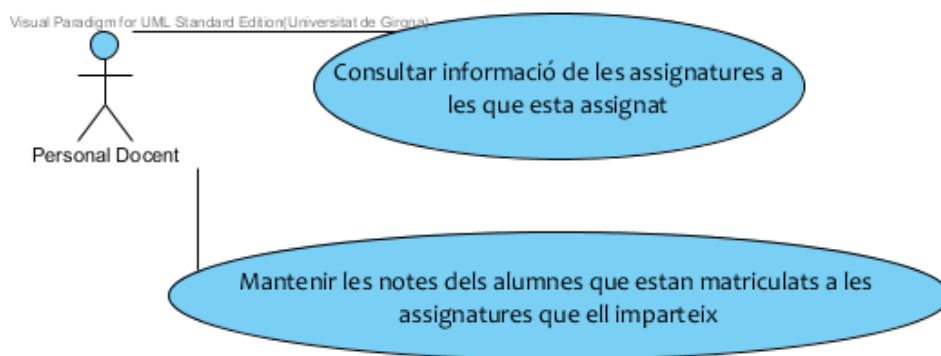 Visual Paradigm for UML Standard Edition(Universitat de Girona)
Consultar informació de les assignatures a
les que esta assignat
Personal Docent
Mantenir les notes dels alumnes que estan matriculats a les
assignatures que ell imparteix